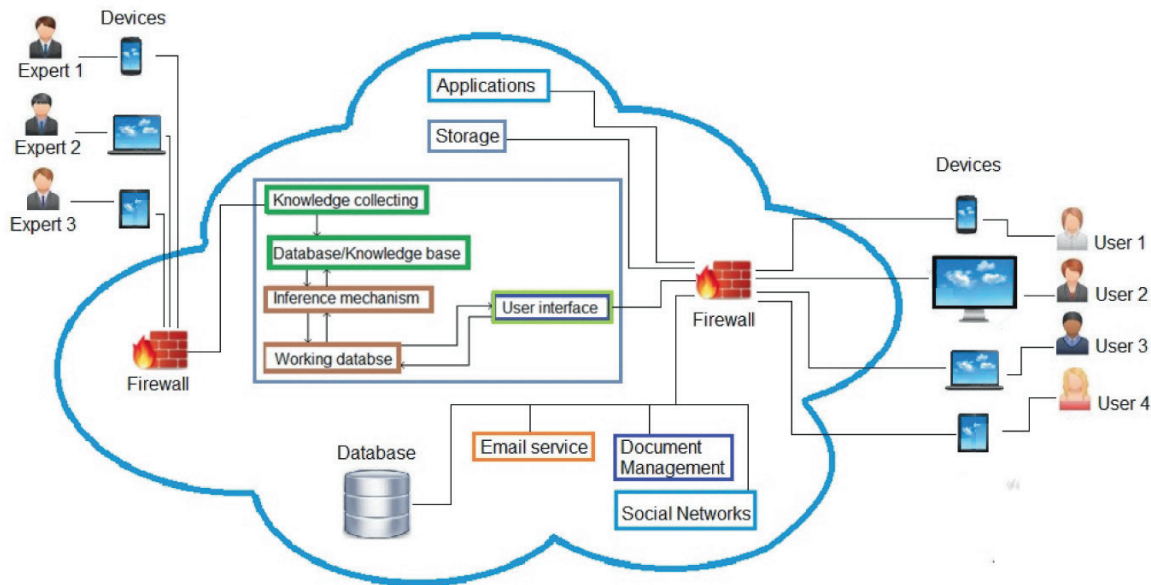 Devices
Expert 1
Expert 2
Expert 3
Firewall
Applications
Storage
Knowledge collecting
Database/Knowledge base
Inference mechanism
Working databse
User interface
Firewall
Database
Email service
Document
Management
Social Networks
Devices
User 1
User 2
User 3
User 4